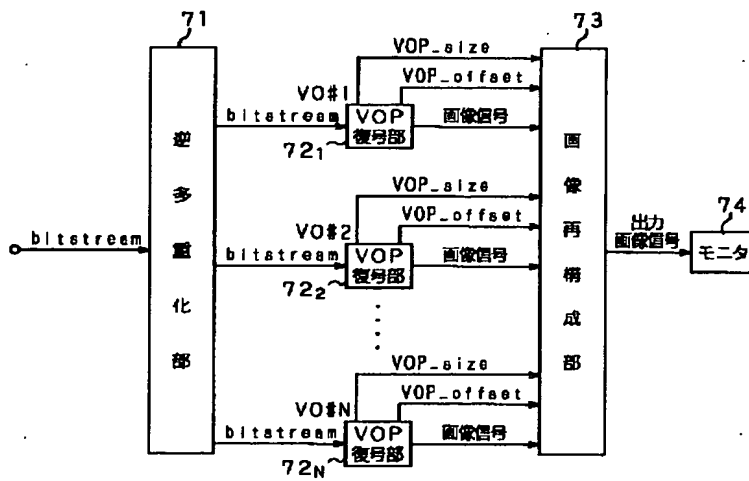 71
逆多重化部
bitstream
VO#1
bitstream
VOP
復号部
72₁
VOP_size
VOP_offset
画像信号
VO#2
bitstream
VOP
復号部
72₂
VOP_size
VOP_offset
画像信号
VO#N
bitstream
VOP
復号部
72N
VOP_size
VOP_offset
画像信号
73
画像再構成部
出力
画像信号
74
モニタ